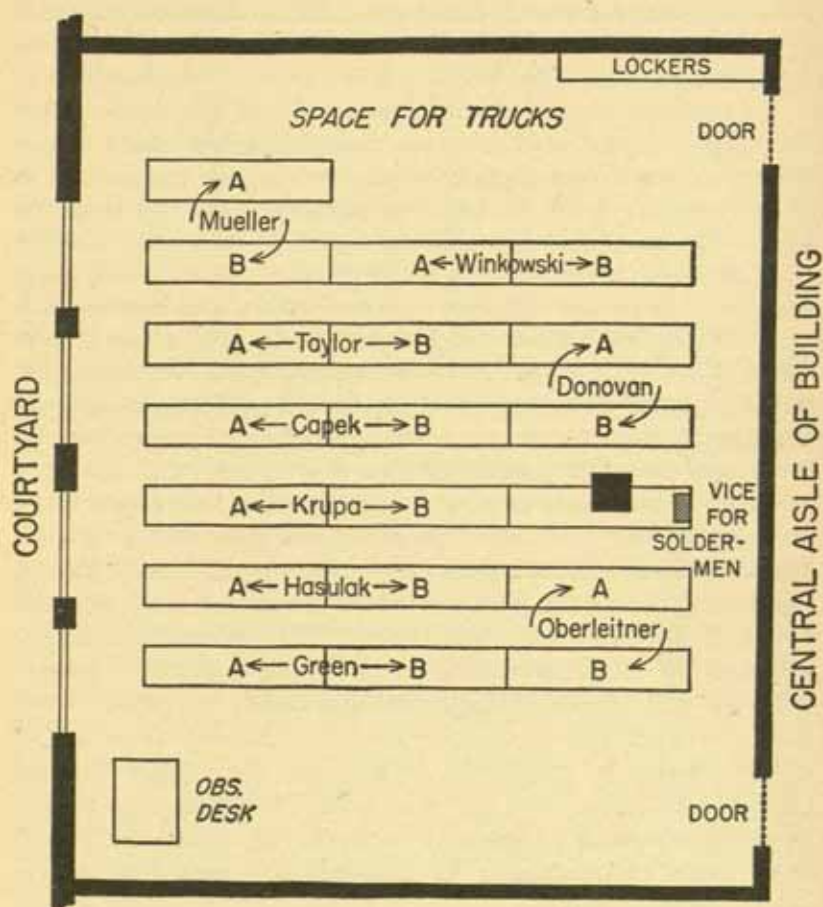 LOCKERS
SPACE FOR TRUCKS
DOOR
A
Mueller
B
A Winkowski B
A Taylor B
A
Donovan
A Capek B
B
A Krupa B
VICE
FOR
SOLDER-
MEN
A Hasulak B
A
Oberleitner
A Green B
B
OBS.
DESK
DOOR
COURTYARD
CENTRAL AISLE OF BUILDING